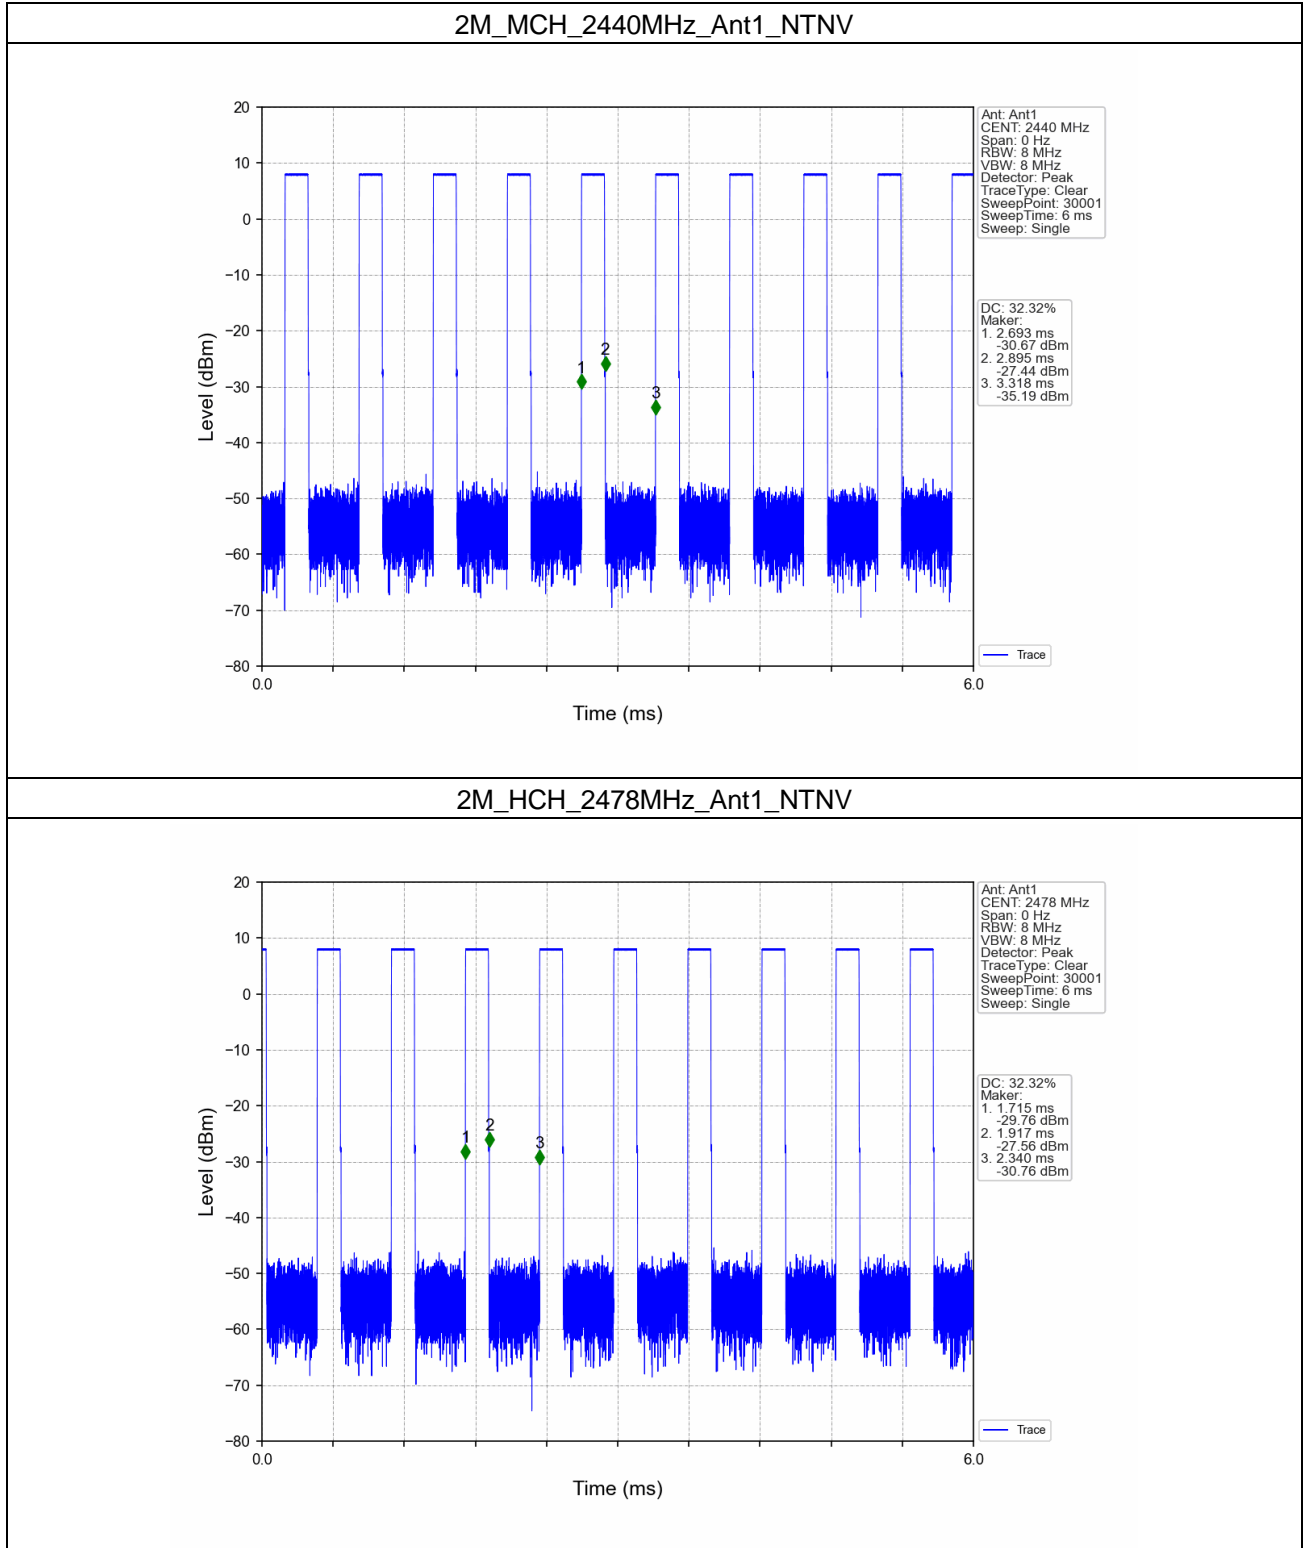 2M_MCH_2440MHz_Ant1_NTNV
20
10
0
−10
−20
−30
−40
−50
−60
−70
−80
Level (dBm)
0.0
6.0
Time (ms)
1
2
3
Ant: Ant1
CENT: 2440 MHz
Span: 0 Hz
RBW: 8 MHz
VBW: 8 MHz
Detector: Peak
TraceType: Clear
SweepPoint: 30001
SweepTime: 6 ms
Sweep: Single
DC: 32.32%
Maker:
1. 2.693 ms
-30.67 dBm
2. 2.895 ms
-27.44 dBm
3. 3.318 ms
-35.19 dBm
Trace
2M_HCH_2478MHz_Ant1_NTNV
20
10
0
−10
−20
−30
−40
−50
−60
−70
−80
Level (dBm)
0.0
6.0
Time (ms)
1
2
3
Ant: Ant1
CENT: 2478 MHz
Span: 0 Hz
RBW: 8 MHz
VBW: 8 MHz
Detector: Peak
TraceType: Clear
SweepPoint: 30001
SweepTime: 6 ms
Sweep: Single
DC: 32.32%
Maker:
1. 1.715 ms
-29.76 dBm
2. 1.917 ms
-27.56 dBm
3. 2.340 ms
-30.76 dBm
Trace